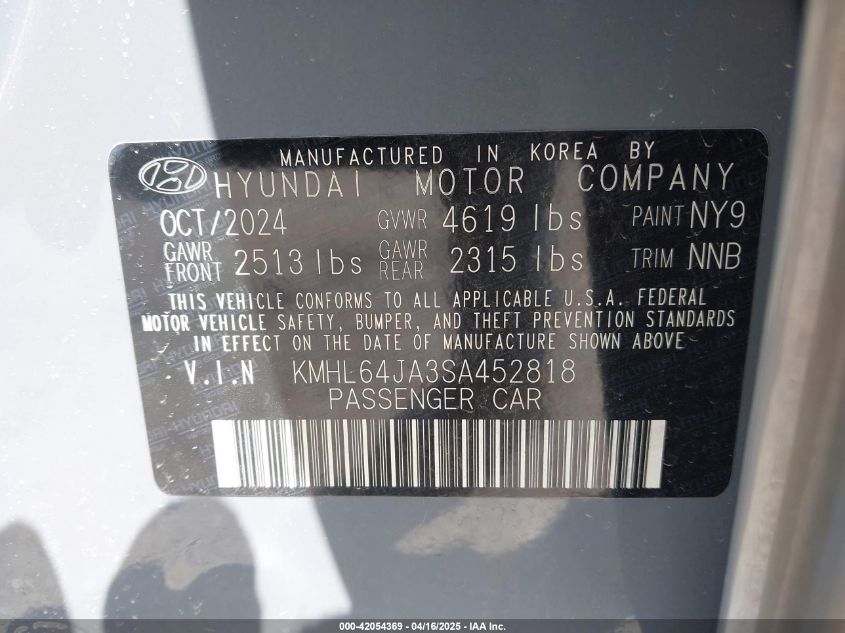 MANUFACTURED IN KOREA BY
HYUNDAI MOTOR COMPANY
OCT/2024 GVWR 4619 lbs PAINT NY9
GAWR FRONT 2513 lbs GAWR REAR 2315 lbs TRIM NNB
THIS VEHICLE CONFORMS TO ALL APPLICABLE U.S.A. FEDERAL
MOTOR VEHICLE SAFETY, BUMPER, AND THEFT PREVENTION STANDARDS
IN EFFECT ON THE DATE OF MANUFACTURE SHOWN ABOVE
V.I.N KMHL64JA3SA452818
PASSENGER CAR
000-42054369 - 04/16/2025 - IAA Inc.